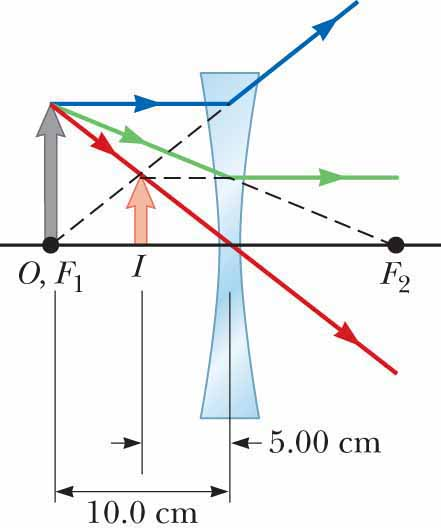 O, F₁ I F₂
5.00 cm
10.0 cm